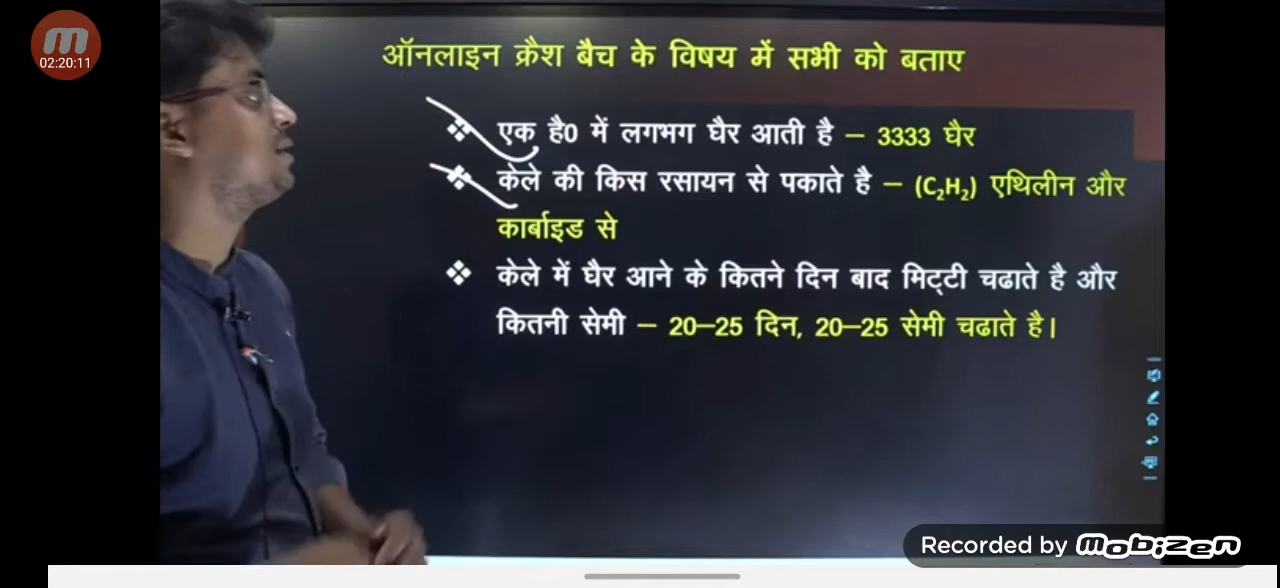 02:20:11
ऑनलाइन क्रैश बैच के विषय में सभी को बताए
❖ एक है0 में लगभग घैर आती है – 3333 घैर
❖ केले की किस रसायन से पकाते है – (C₂H₂) एथिलीन और
कार्बाइड से
❖ केले में घैर आने के कितने दिन बाद मिट्टी चढाते है और
कितनी सेमी – 20–25 दिन, 20–25 सेमी चढाते है।
Recorded by mobizen